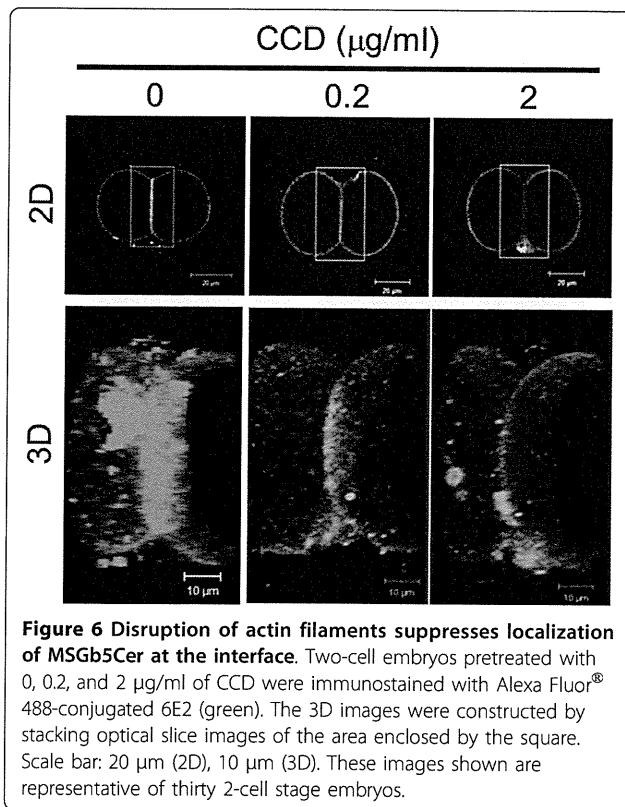 CCD (μg/ml)
0 0.2 2
2D
20 μm 20 μm 20 μm
3D
10 μm 10 μm 10 μm
Figure 6 Disruption of actin filaments suppresses localization
of MSGb5Cer at the interface. Two-cell embryos pretreated with
0, 0.2, and 2 μg/ml of CCD were immunostained with Alexa Fluor®
488-conjugated 6E2 (green). The 3D images were constructed by
stacking optical slice images of the area enclosed by the square.
Scale bar: 20 μm (2D), 10 μm (3D). These images shown are
representative of thirty 2-cell stage embryos.